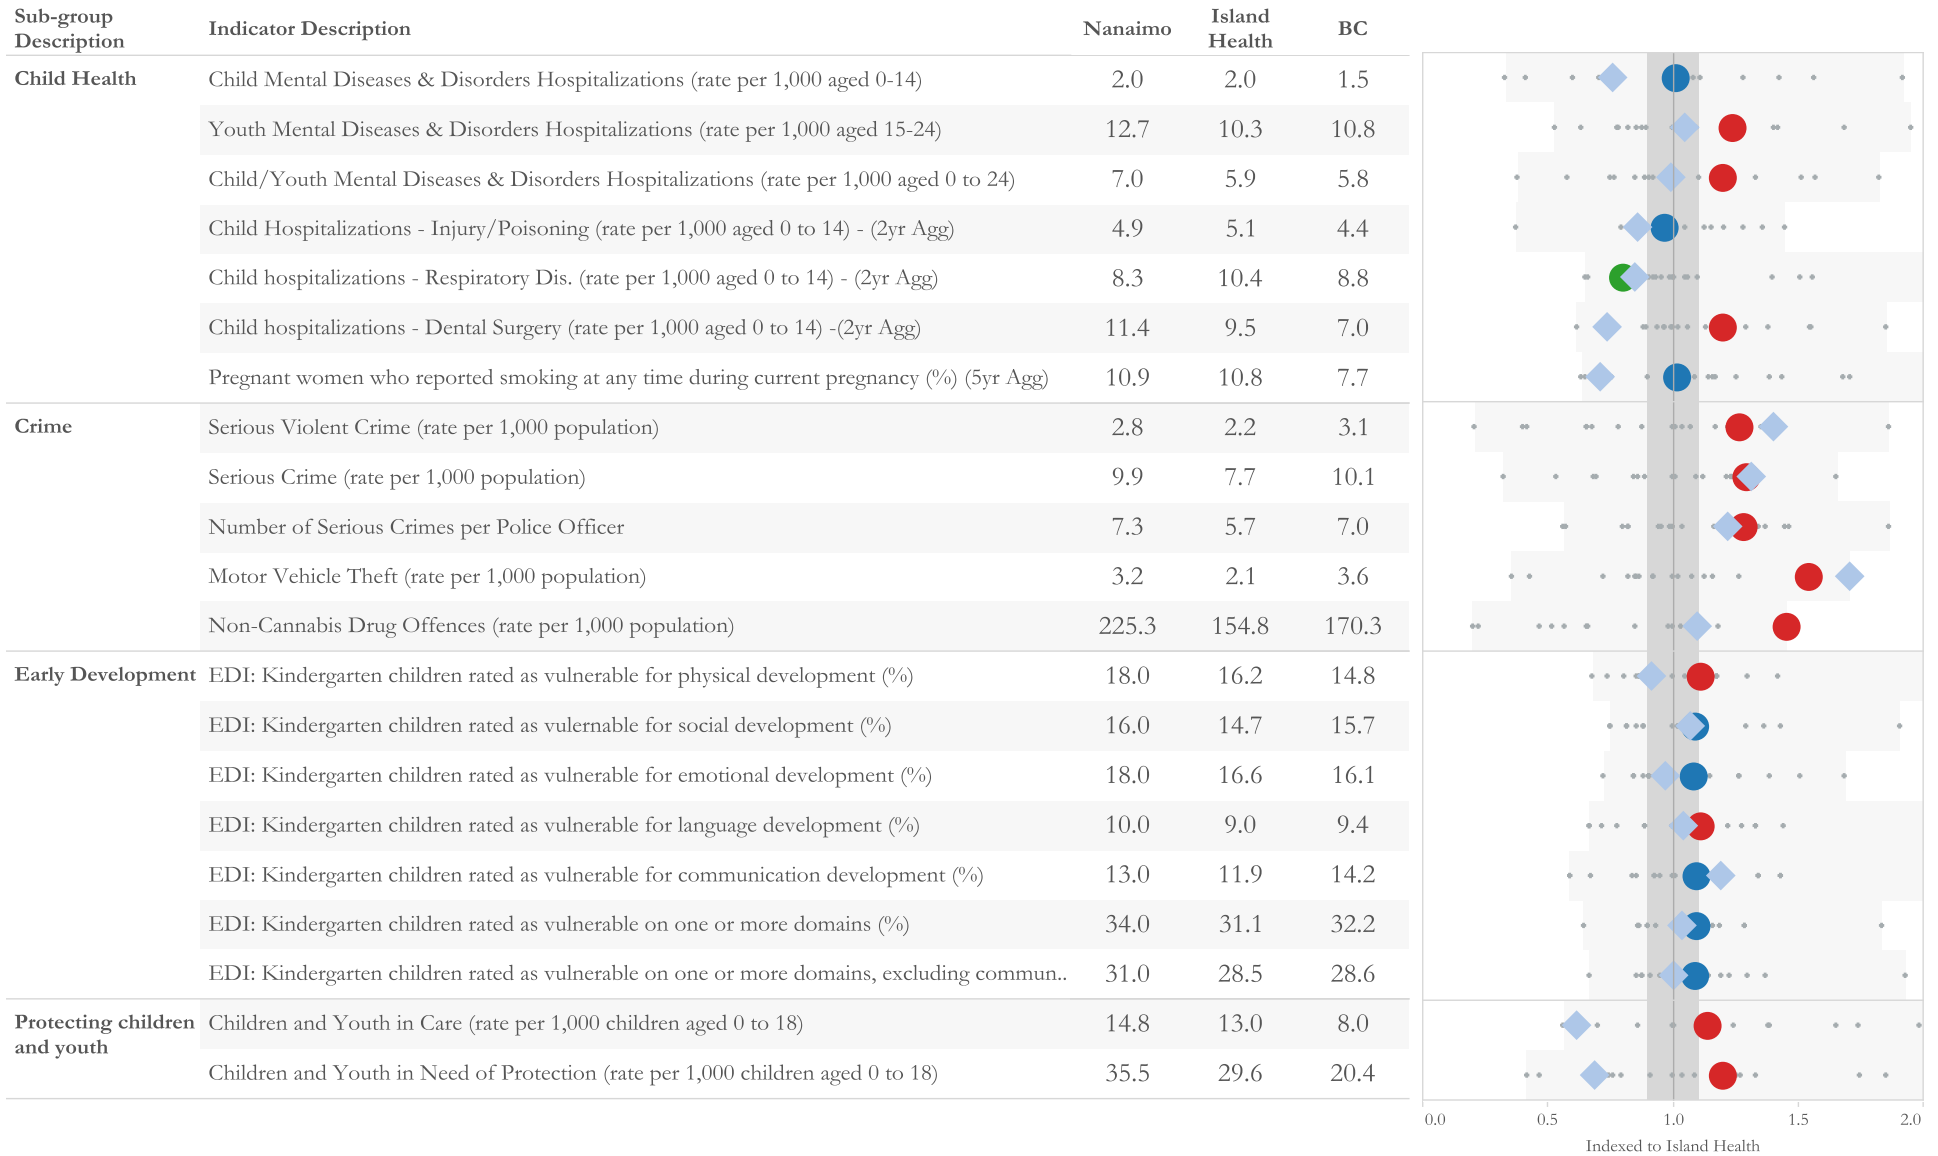 Sub-group Description Indicator Description Nanaimo Island Health BC
Child Health Child Mental Diseases & Disorders Hospitalizations (rate per 1,000 aged 0-14) 2.0 2.0 1.5
Youth Mental Diseases & Disorders Hospitalizations (rate per 1,000 aged 15-24) 12.7 10.3 10.8
Child/Youth Mental Diseases & Disorders Hospitalizations (rate per 1,000 aged 0 to 24) 7.0 5.9 5.8
Child Hospitalizations - Injury/Poisoning (rate per 1,000 aged 0 to 14) - (2yr Agg) 4.9 5.1 4.4
Child hospitalizations - Respiratory Dis. (rate per 1,000 aged 0 to 14) - (2yr Agg) 8.3 10.4 8.8
Child hospitalizations - Dental Surgery (rate per 1,000 aged 0 to 14) -(2yr Agg) 11.4 9.5 7.0
Pregnant women who reported smoking at any time during current pregnancy (%) (5yr Agg) 10.9 10.8 7.7
Crime Serious Violent Crime (rate per 1,000 population) 2.8 2.2 3.1
Serious Crime (rate per 1,000 population) 9.9 7.7 10.1
Number of Serious Crimes per Police Officer 7.3 5.7 7.0
Motor Vehicle Theft (rate per 1,000 population) 3.2 2.1 3.6
Non-Cannabis Drug Offences (rate per 1,000 population) 225.3 154.8 170.3
Early Development EDI: Kindergarten children rated as vulnerable for physical development (%) 18.0 16.2 14.8
EDI: Kindergarten children rated as vulernable for social development (%) 16.0 14.7 15.7
EDI: Kindergarten children rated as vulnerable for emotional development (%) 18.0 16.6 16.1
EDI: Kindergarten children rated as vulnerable for language development (%) 10.0 9.0 9.4
EDI: Kindergarten children rated as vulnerable for communication development (%) 13.0 11.9 14.2
EDI: Kindergarten children rated as vulnerable on one or more domains (%) 34.0 31.1 32.2
EDI: Kindergarten children rated as vulnerable on one or more domains, excluding commun.. 31.0 28.5 28.6
Protecting children and youth Children and Youth in Care (rate per 1,000 children aged 0 to 18) 14.8 13.0 8.0
Children and Youth in Need of Protection (rate per 1,000 children aged 0 to 18) 35.5 29.6 20.4
0.0 0.5 1.0 1.5 2.0
Indexed to Island Health